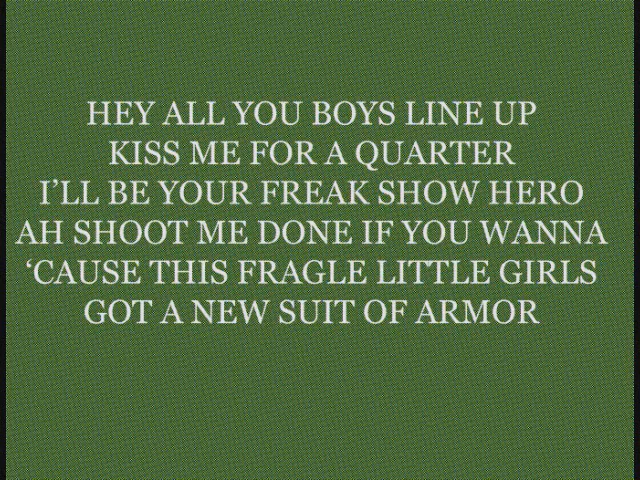 HEY ALL YOU BOYS LINE UP
KISS ME FOR A QUARTER
I’LL BE YOUR FREAK SHOW HERO
AH SHOOT ME DONE IF YOU WANNA
‘CAUSE THIS FRAGLE LITTLE GIRLS
GOT A NEW SUIT OF ARMOR